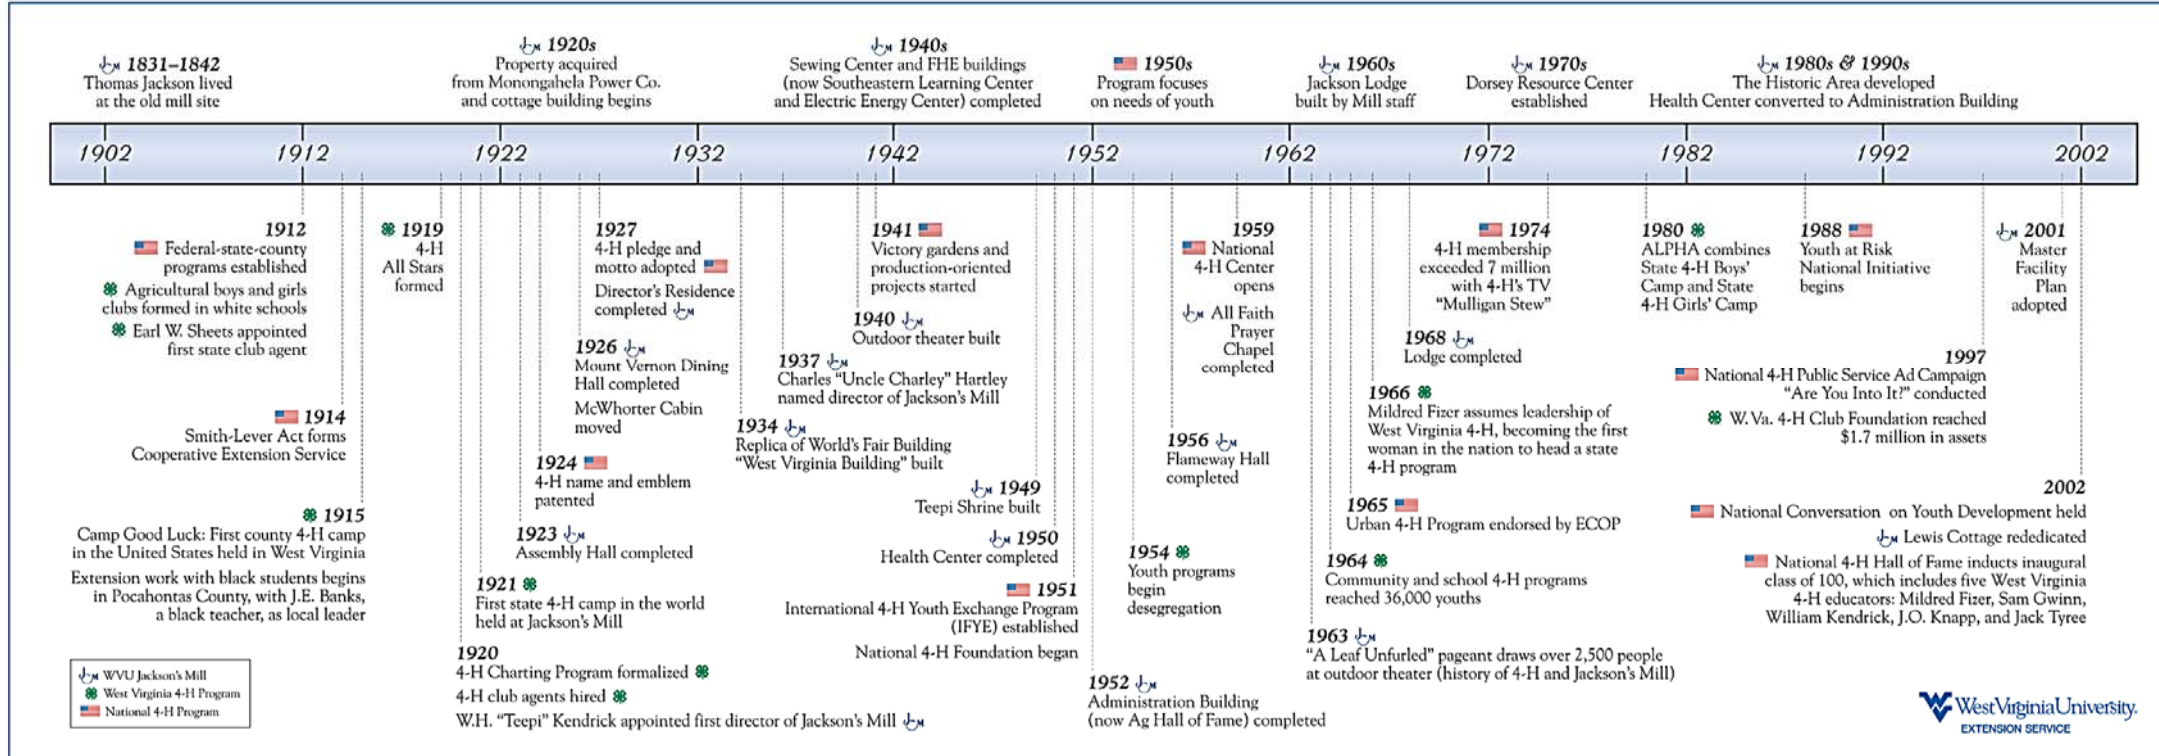 1831–1842
Thomas Jackson lived
at the old mill site
1920s
Property acquired
from Monongahela Power Co.
and cottage building begins
1940s
Sewing Center and FHE buildings
(now Southeastern Learning Center
and Electric Energy Center) completed
1950s
Program focuses
on needs of youth
1960s
Jackson Lodge
built by Mill staff
1970s
Dorsey Resource Center
established
1980s & 1990s
The Historic Area developed
Health Center converted to Administration Building
1902 1912 1922 1932 1942 1952 1962 1972 1982 1992 2002
1912
Federal-state-county
programs established
Agricultural boys and girls
clubs formed in white schools
Earl W. Sheets appointed
first state club agent
1914
Smith-Lever Act forms
Cooperative Extension Service
1915
Camp Good Luck: First county 4-H camp
in the United States held in West Virginia
Extension work with black students begins
in Pocahontas County, with J.E. Banks,
a black teacher, as local leader
1919
4-H
All Stars
formed
1920
4-H Charting Program formalized
4-H club agents hired
W.H. “Teepi” Kendrick appointed first director of Jackson’s Mill
1921
First state 4-H camp in the world
held at Jackson’s Mill
1923
Assembly Hall completed
1924
4-H name and emblem
patented
1926
Mount Vernon Dining
Hall completed
McWhorter Cabin
moved
1927
4-H pledge and
motto adopted
Director’s Residence
completed
1934
Replica of World’s Fair Building
“West Virginia Building” built
1937
Charles “Uncle Charley” Hartley
named director of Jackson’s Mill
1940
Outdoor theater built
1941
Victory gardens and
production-oriented
projects started
1949
Teepi Shrine built
1950
Health Center completed
1951
International 4-H Youth Exchange Program
(IFYE) established
National 4-H Foundation began
1952
Administration Building
(now Ag Hall of Fame) completed
1954
Youth programs
begin
desegregation
1956
Flameway Hall
completed
1959
National
4-H Center
opens
All Faith
Prayer
Chapel
completed
1963
“A Leaf Unfurled” pageant draws over 2,500 people
at outdoor theater (history of 4-H and Jackson’s Mill)
1964
Community and school 4-H programs
reached 36,000 youths
1965
Urban 4-H Program endorsed by ECOP
1966
Mildred Fizer assumes leadership of
West Virginia 4-H, becoming the first
woman in the nation to head a state
4-H program
1968
Lodge completed
1974
4-H membership
exceeded 7 million
with 4-H’s TV
“Mulligan Stew”
1980
ALPHA combines
State 4-H Boys’
Camp and State
4-H Girls’ Camp
1988
Youth at Risk
National Initiative
begins
1997
National 4-H Public Service Ad Campaign
“Are You Into It?” conducted
W. Va. 4-H Club Foundation reached
$1.7 million in assets
2001
Master
Facility
Plan
adopted
2002
National Conversation on Youth Development held
Lewis Cottage rededicated
National 4-H Hall of Fame inducts inaugural
class of 100, which includes five West Virginia
4-H educators: Mildred Fizer, Sam Gwinn,
William Kendrick, J.O. Knapp, and Jack Tyree
WVU Jackson’s Mill
West Virginia 4-H Program
National 4-H Program
WestVirginiaUniversity.
EXTENSION SERVICE